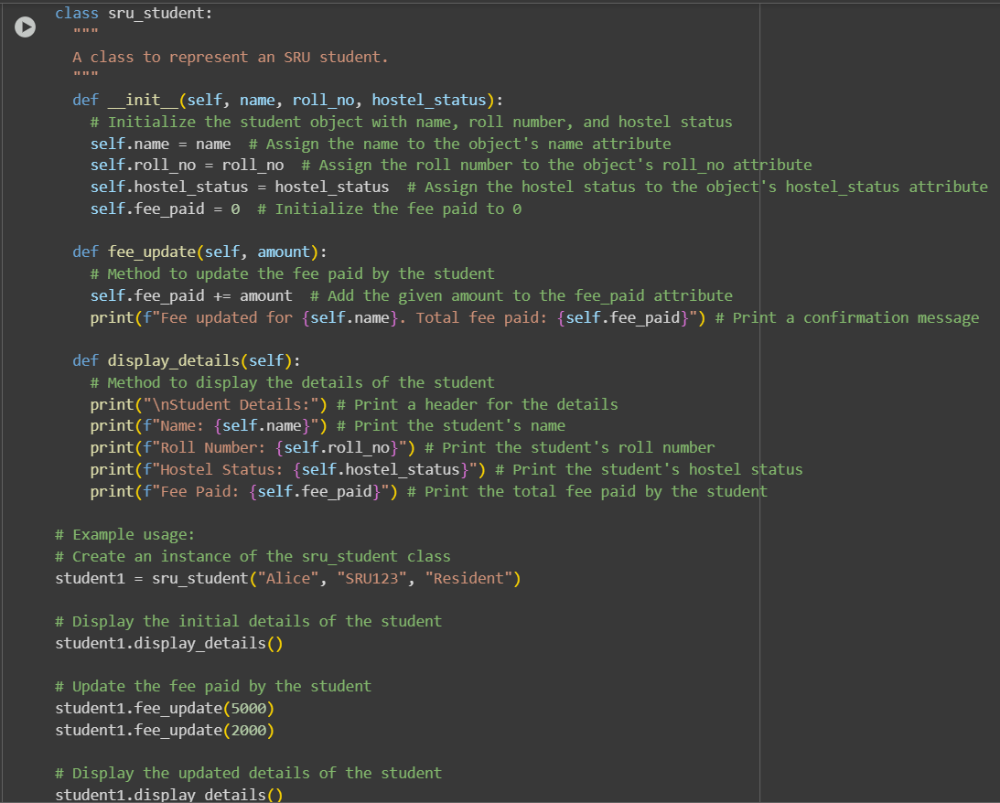 class sru_student:
  """
  A class to represent an SRU student.
  """
  def __init__(self, name, roll_no, hostel_status):
    # Initialize the student object with name, roll number, and hostel status
    self.name = name  # Assign the name to the object's name attribute
    self.roll_no = roll_no  # Assign the roll number to the object's roll_no attribute
    self.hostel_status = hostel_status  # Assign the hostel status to the object's hostel_status attribute
    self.fee_paid = 0  # Initialize the fee paid to 0

  def fee_update(self, amount):
    # Method to update the fee paid by the student
    self.fee_paid += amount  # Add the given amount to the fee_paid attribute
    print(f"Fee updated for {self.name}. Total fee paid: {self.fee_paid}") # Print a confirmation message

  def display_details(self):
    # Method to display the details of the student
    print("\nStudent Details:") # Print a header for the details
    print(f"Name: {self.name}") # Print the student's name
    print(f"Roll Number: {self.roll_no}") # Print the student's roll number
    print(f"Hostel Status: {self.hostel_status}") # Print the student's hostel status
    print(f"Fee Paid: {self.fee_paid}") # Print the total fee paid by the student

# Example usage:
# Create an instance of the sru_student class
student1 = sru_student("Alice", "SRU123", "Resident")

# Display the initial details of the student
student1.display_details()

# Update the fee paid by the student
student1.fee_update(5000)
student1.fee_update(2000)

# Display the updated details of the student
student1.display_details()